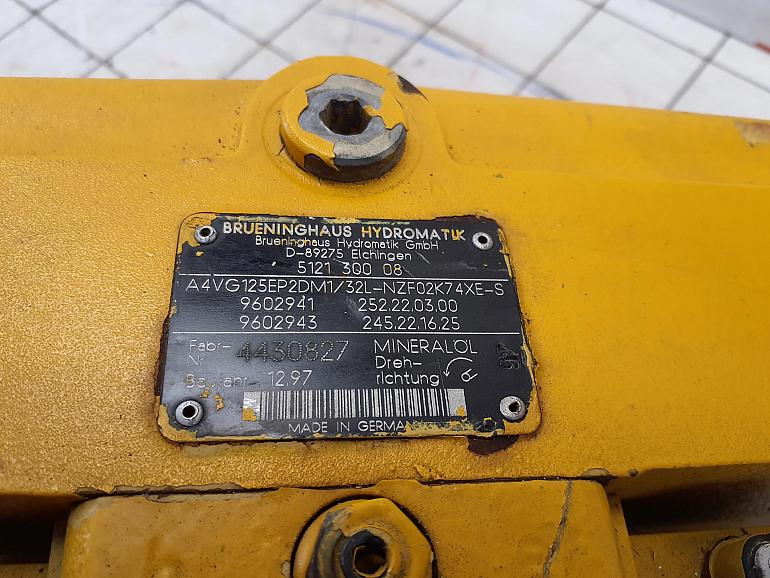 BRUENINGHAUS HYDROMATIK
Brueninghaus Hydromatik GmbH
D-89275 Elchingen
5121 300 08
A4VG125EP2DM1/32L-NZF02K74XE-S
9602941 252.22.03.00
9602943 245.22.16.25
Fabr-Nr. 4430827
Baujahr 12.97
MINERALÖL
Dreh-
richtung
MADE IN GERMA